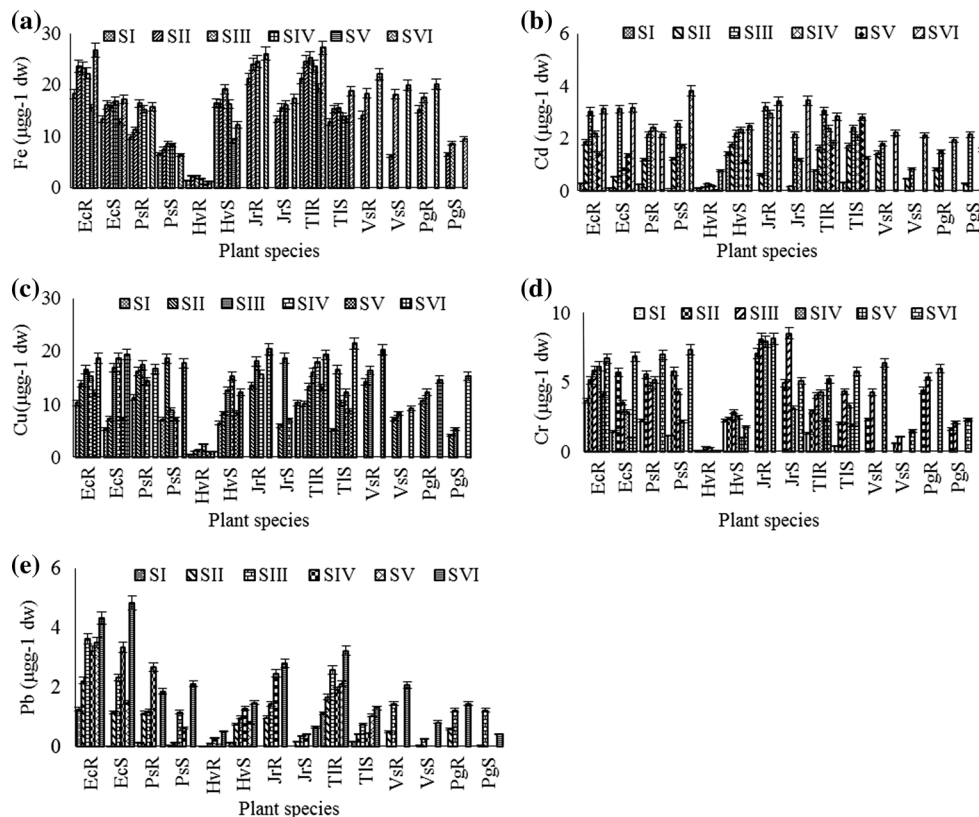 (a)
SI SII SIII SIV SV SVI
Fe (µgg-1 dw)
30
20
10
0
EcR EcS PsR PsS HvR HvS JrR JrS TlR TlS VsR VsS PgR PgS
Plant species
(b)
SI SII SIII SIV SV SVI
Cd (µgg-1 dw)
6
4
2
0
EcR EcS PsR PsS HvR HvS JrR JrS TlR TlS VsR VsS PgR PgS
Plant species
(c)
SI SII SIII SIV SV SVI
Cu(µgg-1 dw)
30
20
10
0
EcR EcS PsR PsS HvR HvS JrR JrS TlR TlS VsR VsS PgR PgS
Plant species
(d)
SI SII SIII SIV SV SVI
Cr (µgg-1 dw)
10
5
0
EcR EcS PsR PsS HvR HvS JrR JrS TlR TlS VsR VsS PgR PgS
Plant species
(e)
SI SII SIII SIV SV SVI
Pb (µgg-1 dw)
6
4
2
0
EcR EcS PsR PsS HvR HvS JrR JrS TlR TlS VsR VsS PgR PgS
Plant species